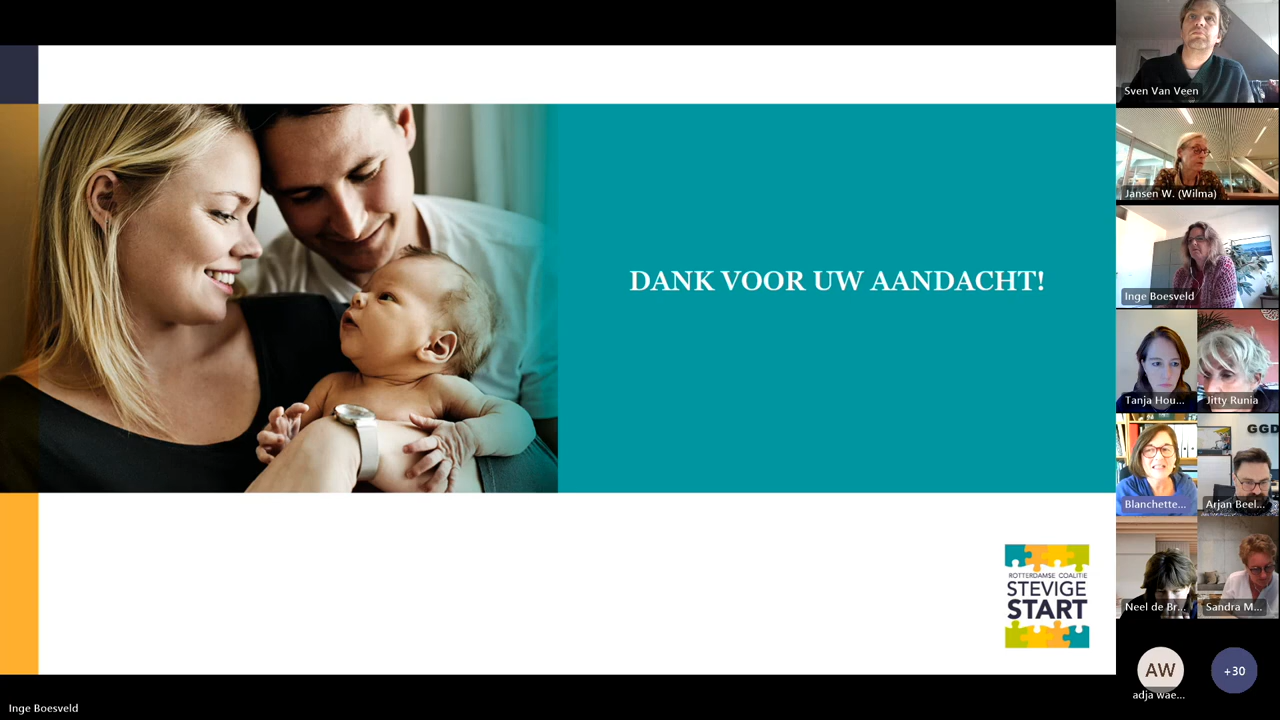 DANK VOOR UW AANDACHT!
ROTTERDAMSE COALITIE
STEVIGE
START
Inge Boesveld
Sven Van Veen
Jansen W. (Wilma)
Inge Boesveld
Tanja Hou...
Jitty Runia
GGD
Blanchette...
Arjan Beel...
Neel de Br...
Sandra M...
AW
+30
adja wae...